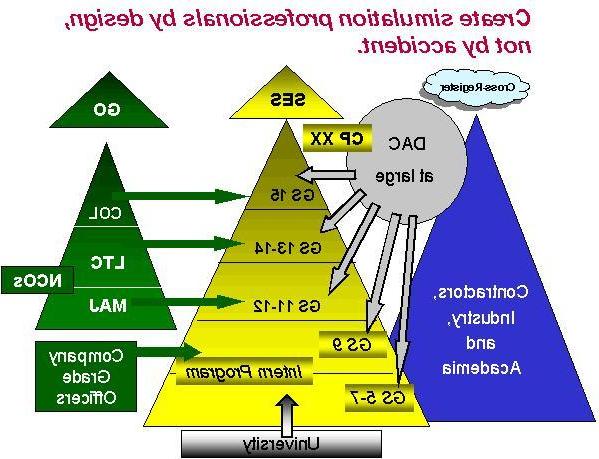 Create simulation professionals by design,
not by accident.
Cross Register
GO
SES
CP XX
DAC
at large
COL
GS 15
LTC
GS 13-14
NCOs
MAJ
GS 11-12
Contractors,
Industry,
and
Academia
GS 9
Company
Grade
Officers
Intern Program
GS 5-7
University